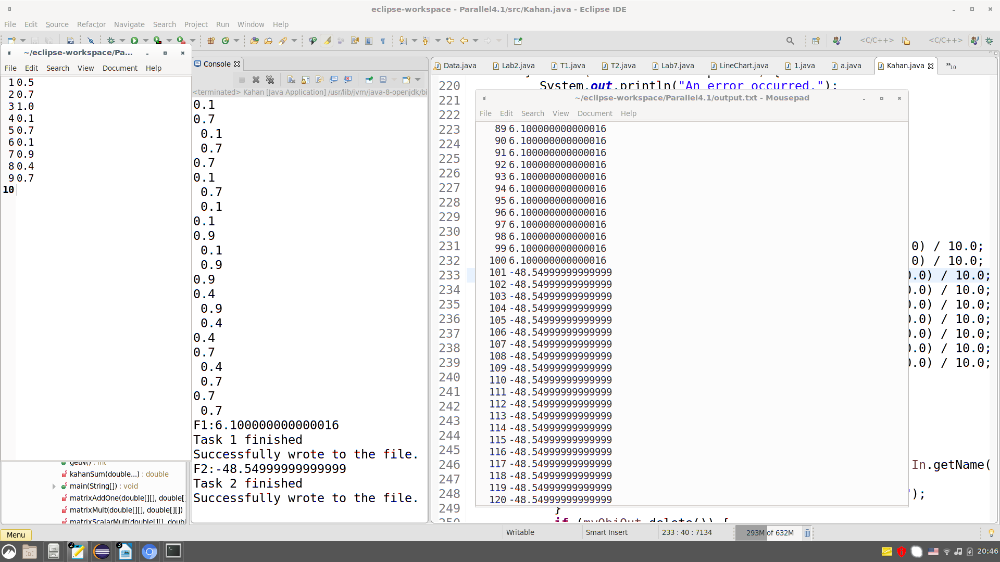 eclipse-workspace - Parallel4.1/src/Kahan.java - Eclipse IDE
File Edit Source Refactor Navigate Search Project Run Window Help
<C/C++> <C/C++>
~/eclipse-workspace/Pa...
File Edit Search View Document Help
1 0.5
2 0.7
3 1.0
4 0.1
5 0.7
6 0.1
7 0.9
8 0.4
9 0.7
10
getN() : int
kahanSum(double...) : double
main(String[]) : void
matrixAddOne(double[][], double[]
matrixMult(double[][], double[][])
matrixScalarMult(double[][], doubl
Console
<terminated> Kahan [Java Application] /usr/lib/jvm/java-8-openjdk/bi
0.1
0.7
0.1
0.7
0.7
0.1
0.7
0.1
0.1
0.9
0.1
0.9
0.9
0.4
0.9
0.4
0.4
0.7
0.4
0.7
0.7
0.7
F1:6.100000000000016
Task 1 finished
Successfully wrote to the file.
F2:-48.54999999999999
Task 2 finished
Successfully wrote to the file.
Data.java Lab2.java T1.java T2.java Lab7.java LineChart.java 1.java a.java Kahan.java »10
220 System.out.println("An error occurred.");
221
222
223
224
225
226
227
228
229
230
231 0) / 10.0;
232 0) / 10.0;
233 0.0) / 10.0;
234 0.0) / 10.0;
235 0.0) / 10.0;
236 0.0) / 10.0;
237 0.0) / 10.0;
238 0.0) / 10.0;
239 0.0) / 10.0;
240
241
242
243
244
245
246 In.getName(
247
248 ");
249 }
250 if (myObjOut.delete()) {
~/eclipse-workspace/Parallel4.1/output.txt - Mousepad
File Edit Search View Document Help
89 6.100000000000016
90 6.100000000000016
91 6.100000000000016
92 6.100000000000016
93 6.100000000000016
94 6.100000000000016
95 6.100000000000016
96 6.100000000000016
97 6.100000000000016
98 6.100000000000016
99 6.100000000000016
100 6.100000000000016
101 -48.54999999999999
102 -48.54999999999999
103 -48.54999999999999
104 -48.54999999999999
105 -48.54999999999999
106 -48.54999999999999
107 -48.54999999999999
108 -48.54999999999999
109 -48.54999999999999
110 -48.54999999999999
111 -48.54999999999999
112 -48.54999999999999
113 -48.54999999999999
114 -48.54999999999999
115 -48.54999999999999
116 -48.54999999999999
117 -48.54999999999999
118 -48.54999999999999
119 -48.54999999999999
120 -48.54999999999999
Writable Smart Insert 233 : 40 : 7134 293M of 632M
Menu
2 3 20:46